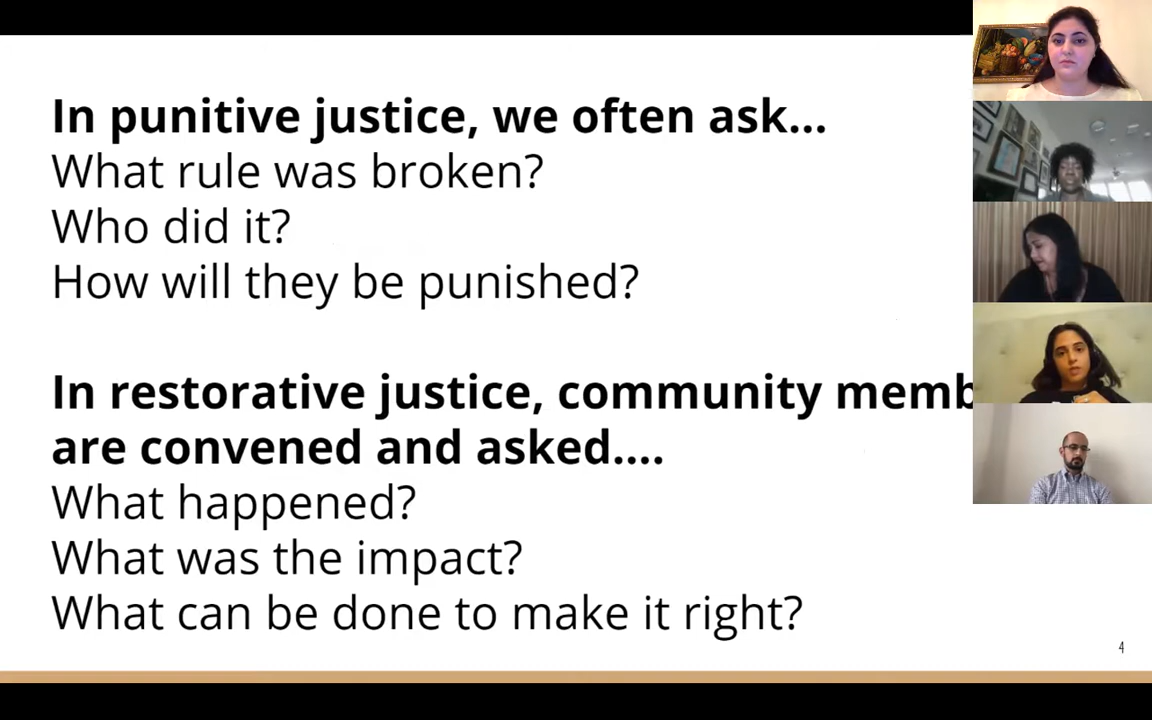 In punitive justice, we often ask...
What rule was broken?
Who did it?
How will they be punished?
In restorative justice, community memb
are convened and asked....
What happened?
What was the impact?
What can be done to make it right?
4